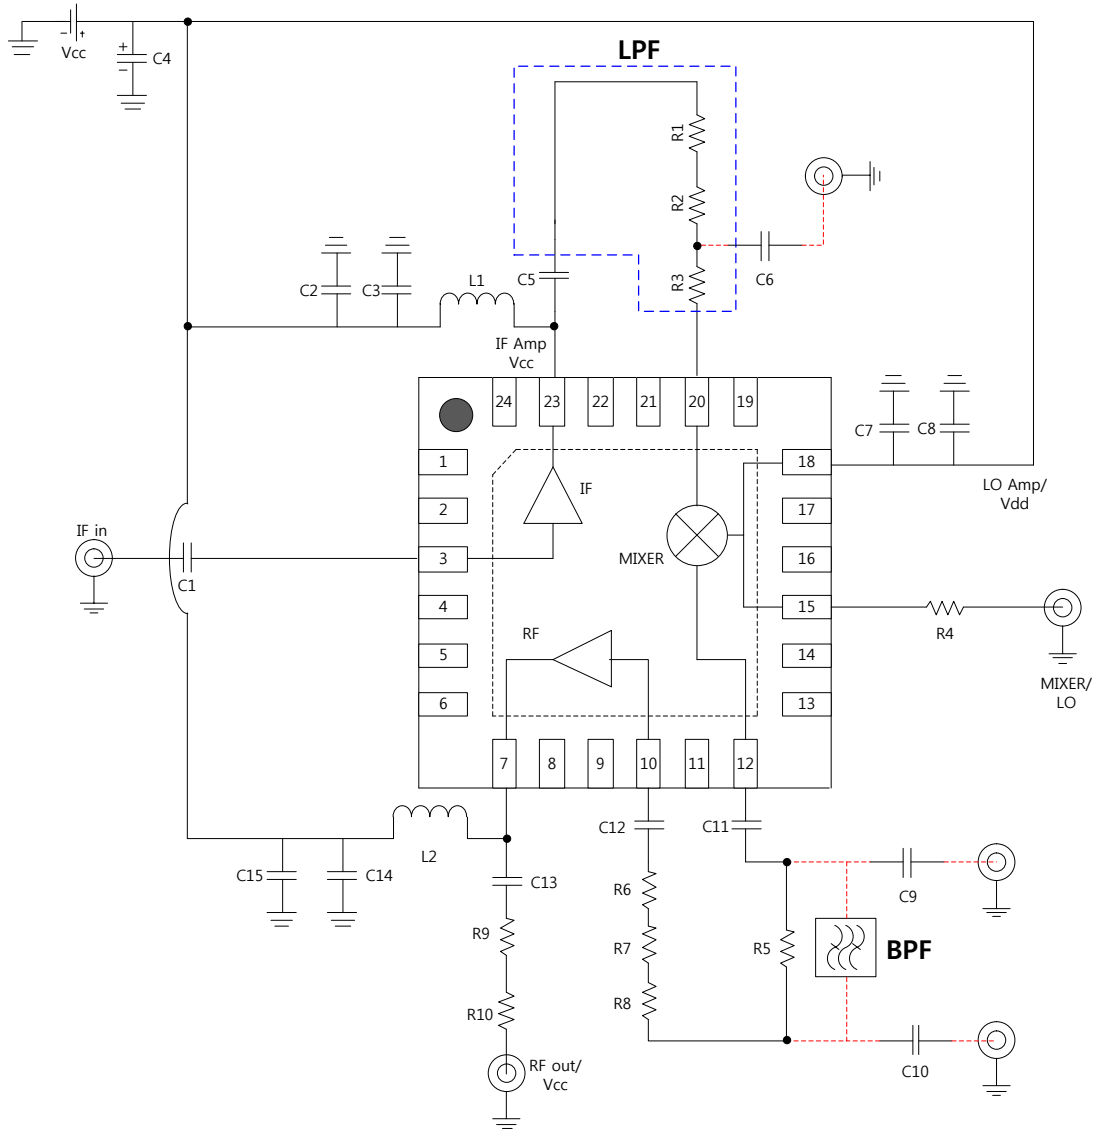 LPF
Vcc
C4
R1
R2
R3
C6
C2
C3
L1
C5
IF Amp
Vcc
24
23
22
21
20
19
C7
C8
1
2
3
4
5
6
18
17
16
15
14
13
LO Amp/
Vdd
IF
MIXER
RF
IF in
C1
R4
MIXER/
LO
7
8
9
10
11
12
L2
C15
C14
C13
C12
C11
R9
R10
R6
R7
R8
R5
C9
BPF
C10
RF out/
Vcc